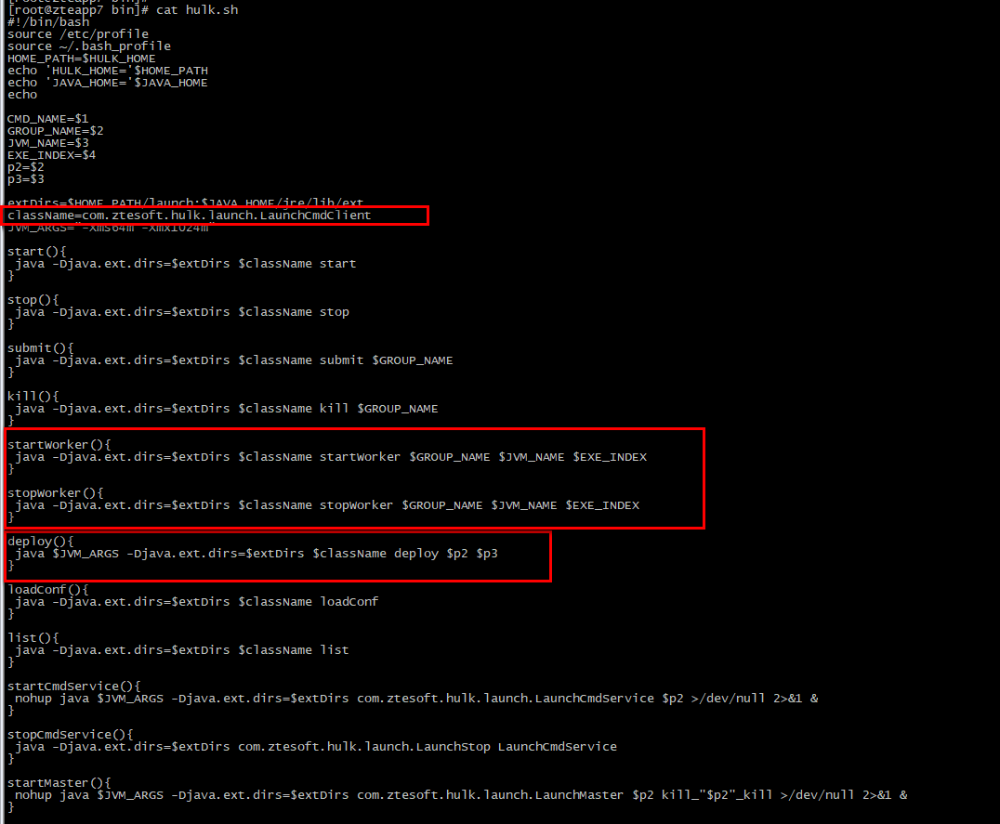 [root@zteapp7 bin]# cat hulk.sh
#!/bin/bash
source /etc/profile
source ~/.bash_profile
HOME_PATH=$HULK_HOME
echo 'HULK_HOME='$HOME_PATH
echo 'JAVA_HOME='$JAVA_HOME
echo
CMD_NAME=$1
GROUP_NAME=$2
JVM_NAME=$3
EXE_INDEX=$4
p2=$2
p3=$3
extDirs=$HOME_PATH/launch:$JAVA_HOME/jre/lib/ext
className=com.ztesoft.hulk.launch.LaunchCmdClient
JVM_ARGS="-Xms64m -Xmx1024m"
start(){
java -Djava.ext.dirs=$extDirs $className start
}
stop(){
java -Djava.ext.dirs=$extDirs $className stop
}
submit(){
java -Djava.ext.dirs=$extDirs $className submit $GROUP_NAME
}
kill(){
java -Djava.ext.dirs=$extDirs $className kill $GROUP_NAME
}
startWorker(){
java -Djava.ext.dirs=$extDirs $className startWorker $GROUP_NAME $JVM_NAME $EXE_INDEX
}
stopWorker(){
java -Djava.ext.dirs=$extDirs $className stopWorker $GROUP_NAME $JVM_NAME $EXE_INDEX
}
deploy(){
java $JVM_ARGS -Djava.ext.dirs=$extDirs $className deploy $p2 $p3
}
loadConf(){
java -Djava.ext.dirs=$extDirs $className loadConf
}
list(){
java -Djava.ext.dirs=$extDirs $className list
}
startCmdService(){
nohup java $JVM_ARGS -Djava.ext.dirs=$extDirs com.ztesoft.hulk.launch.LaunchCmdService $p2 >/dev/null 2>&1 &
}
stopCmdService(){
java -Djava.ext.dirs=$extDirs com.ztesoft.hulk.launch.LaunchStop LaunchCmdService
}
startMaster(){
nohup java $JVM_ARGS -Djava.ext.dirs=$extDirs com.ztesoft.hulk.launch.LaunchMaster $p2 kill_"$p2"_kill >/dev/null 2>&1 &
}